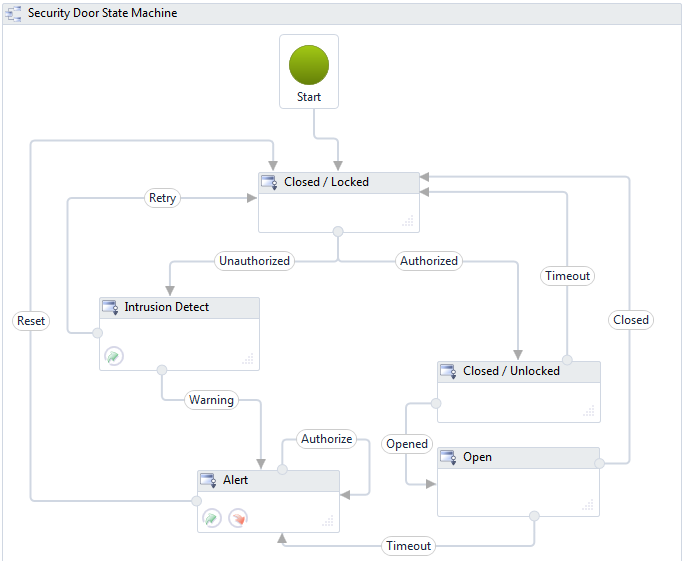 Security Door State Machine
Start
Closed / Locked
Retry
Unauthorized
Authorized
Timeout
Intrusion Detect
Reset
Closed
Closed / Unlocked
Warning
Authorize
Opened
Open
Alert
Timeout